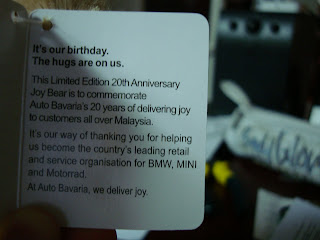 It's our birthday.
The hugs are on us.
This Limited Edition 20th Anniversary
Joy Bear is to commemorate
Auto Bavaria's 20 years of delivering joy
to customers all over Malaysia.
It's our way of thanking you for helping
us become the country's leading retail
and service organisation for BMW, MINI
and Motorrad.
At Auto Bavaria, we deliver joy.